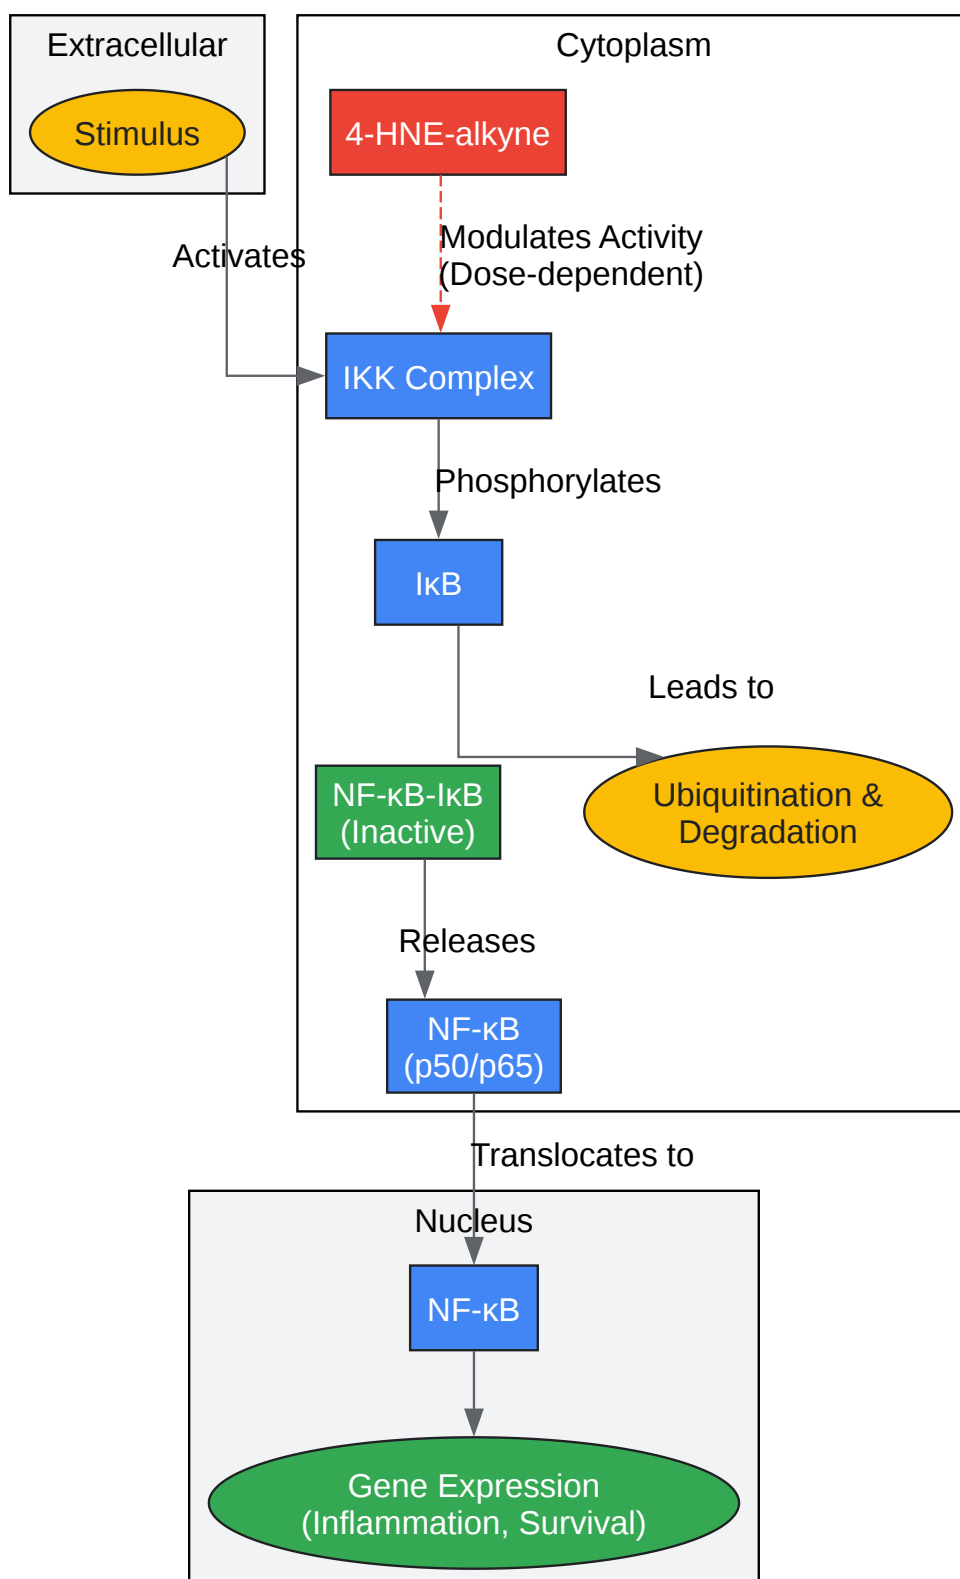 Extracellular
Cytoplasm
Stimulus
4-HNE-alkyne
Activates
Modulates Activity
(Dose-dependent)
IKK Complex
Phosphorylates
IκB
Leads to
NF-κB-IκB
(Inactive)
Ubiquitination &
Degradation
Releases
NF-κB
(p50/p65)
Translocates to
Nucleus
NF-κB
Gene Expression
(Inflammation, Survival)